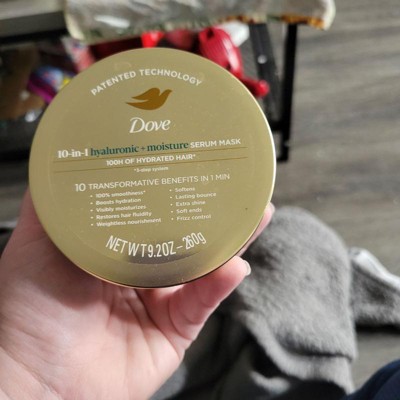 PATENTED TECHNOLOGY
Dove
10-in-1 hyaluronic + moisture SERUM MASK
100H OF HYDRATED HAIR*
10 TRANSFORMATIVE BENEFITS IN 1 MIN
• 100% smoothness*
• Boosts hydration
• Visibly moisturizes
• Restores hair fluidity
• Weightless nourishment
• Softens
• Lasting bounce
• Extra shine
• Soft ends
• Frizz control
NET WT 9.2 OZ - 260g